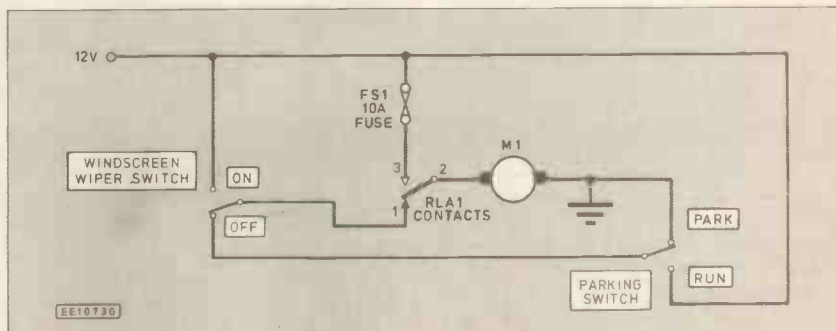 12V
FS1
10A
FUSE
M1
WINDSCREEN
WIPER SWITCH
ON
3
2
1
RLA1
CONTACTS
OFF
PARK
PARKING
SWITCH
RUN
EE1073G